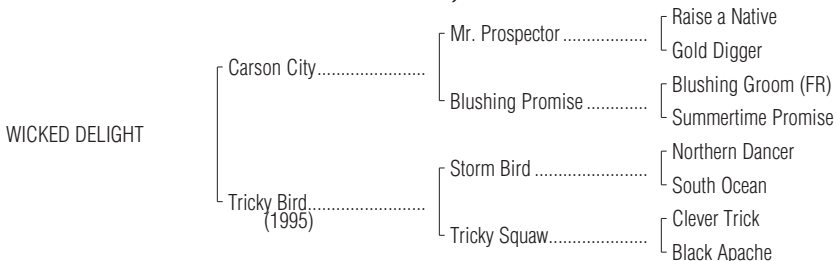 Raise a Native
Mr. Prospector
Gold Digger
Carson City
Blushing Groom (FR)
Blushing Promise
Summertime Promise
WICKED DELIGHT
Northern Dancer
Storm Bird
South Ocean
Tricky Bird
(1995)
Clever Trick
Tricky Squaw
Black Apache